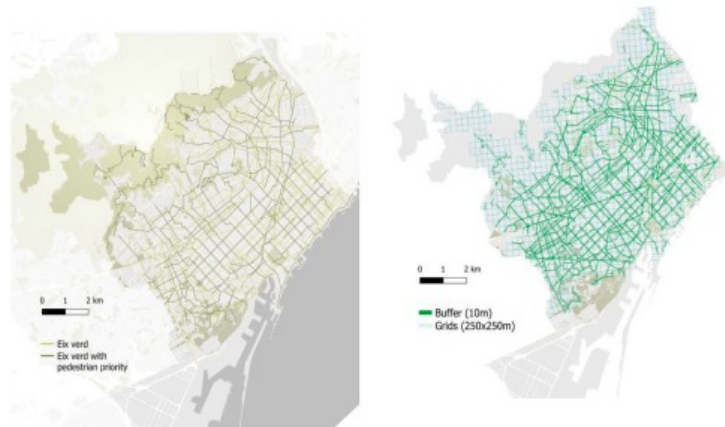 0 1 2 km
Eix verd
Eix verd with
pedestrian priority
0 1 2 km
Buffer (10m)
Grids (250x250m)